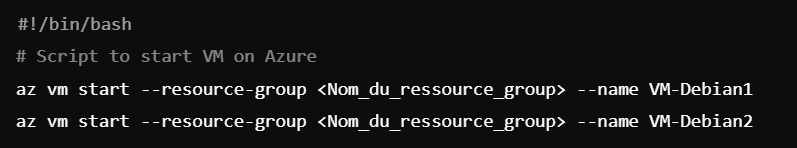 #!/bin/bash
# Script to start VM on Azure
az vm start --resource-group <Nom_du_ressource_group> --name VM-Debian1
az vm start --resource-group <Nom_du_ressource_group> --name VM-Debian2